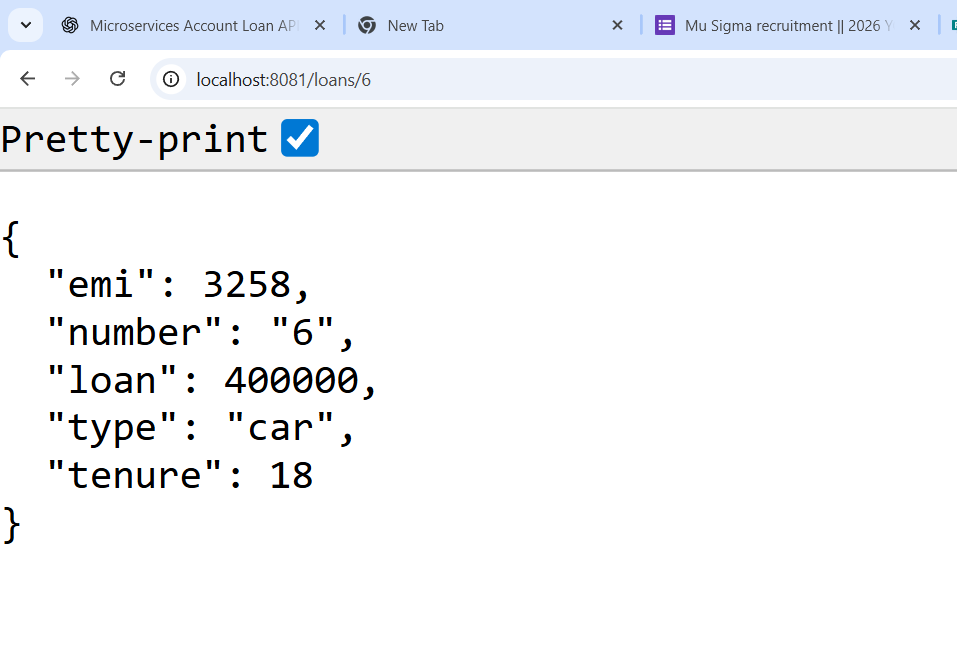 Microservices Account Loan AP
New Tab
Mu Sigma recruitment || 2026 Y
localhost:8081/loans/6
Pretty-print
{
"emi": 3258,
"number": "6",
"loan": 400000,
"type": "car",
"tenure": 18
}